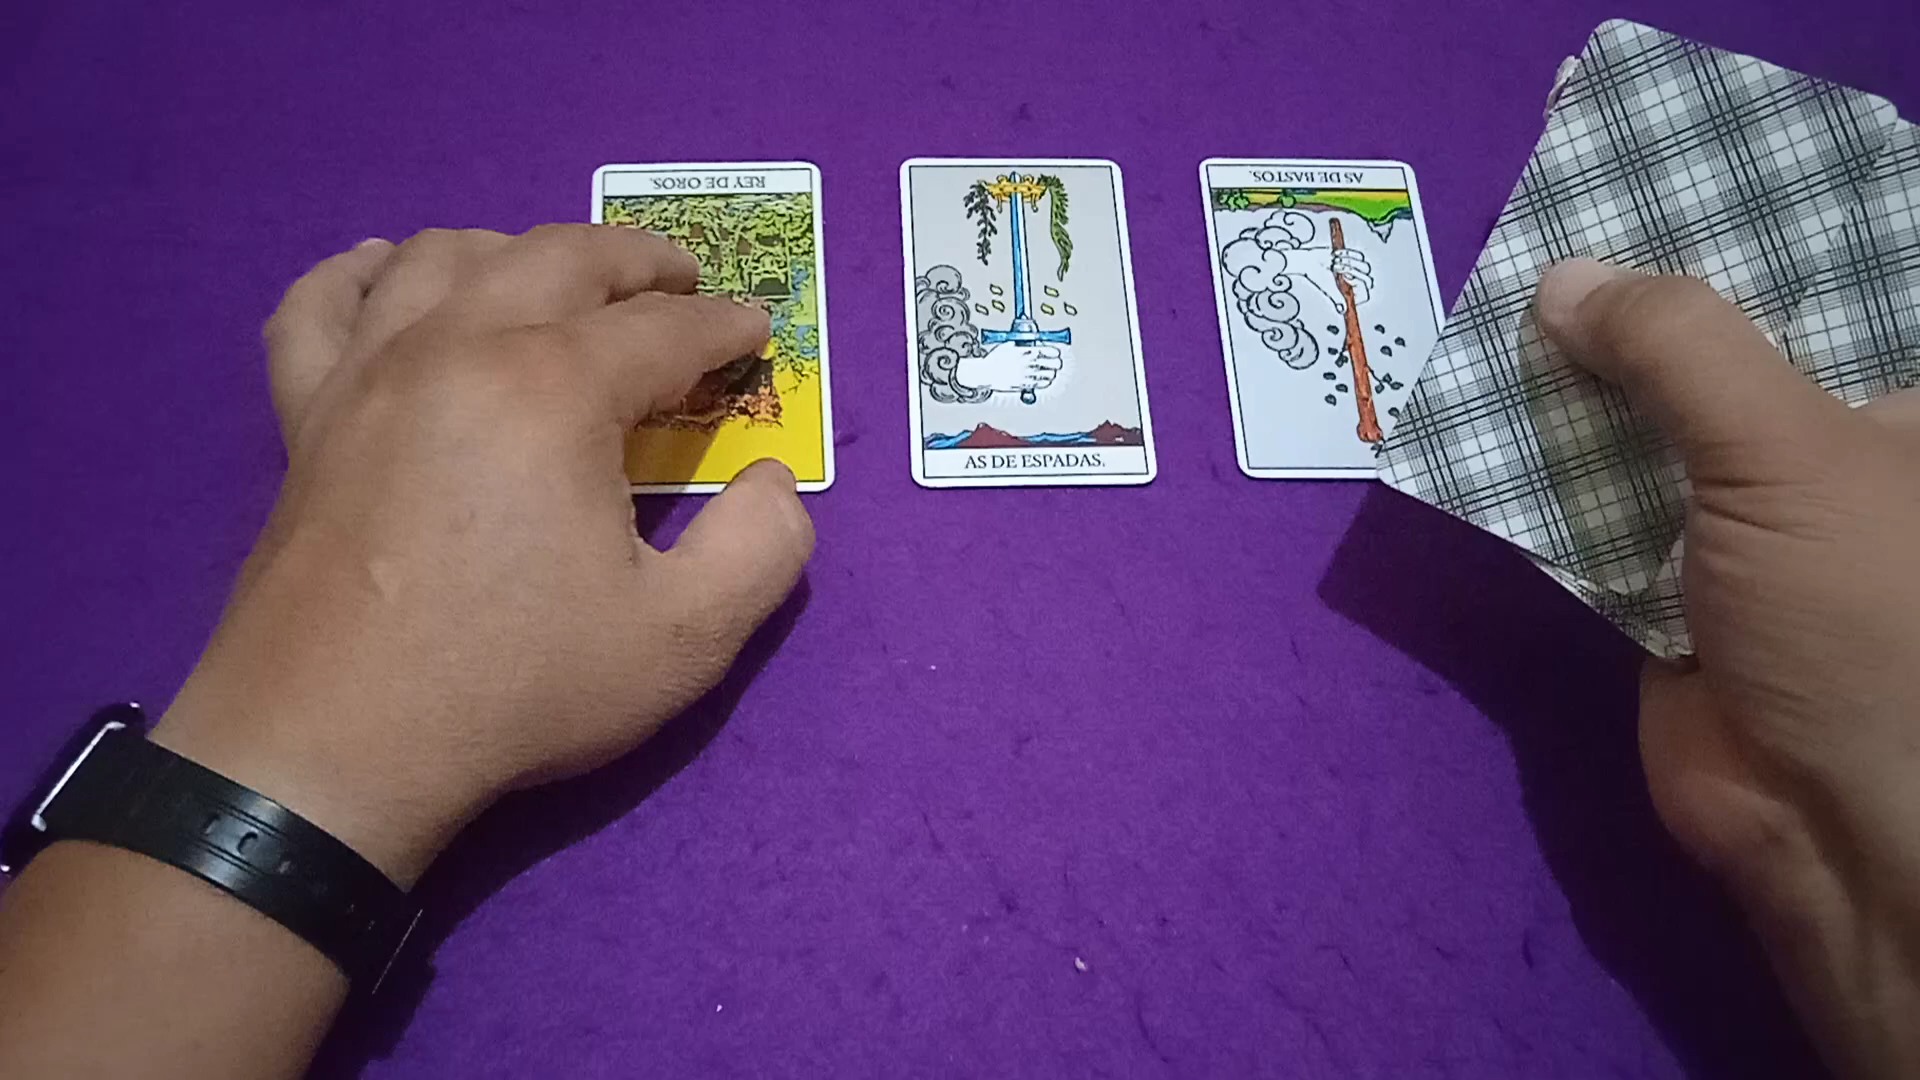 REY DE OROS.
AS DE ESPADAS.
AS DE BASTOS.